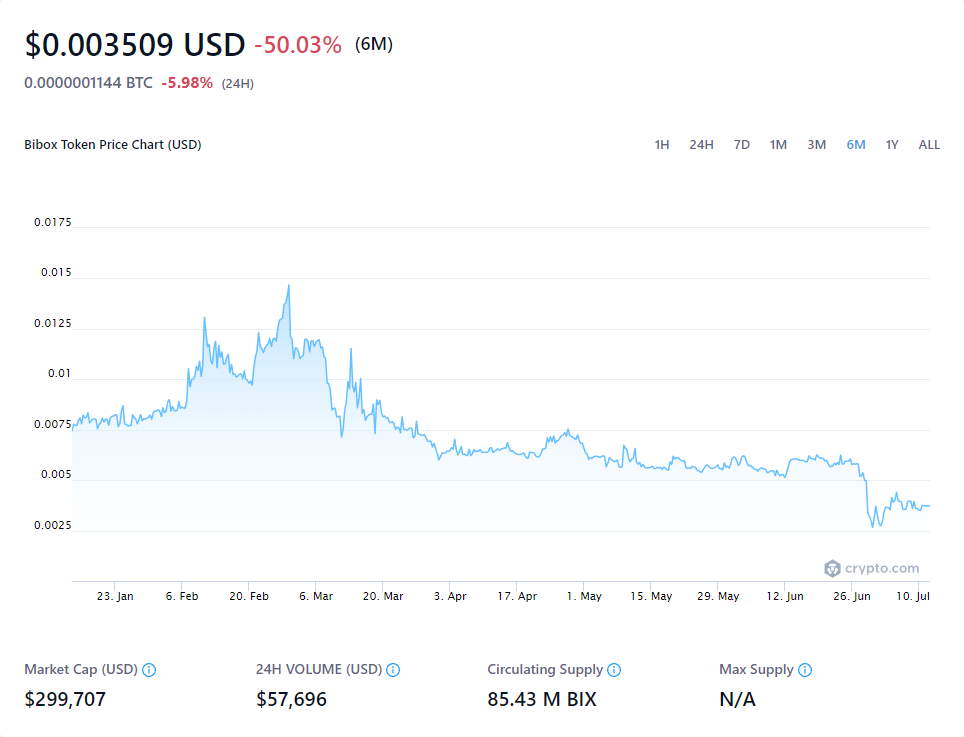 $0.003509 USD -50.03% (6M)
0.0000001144 BTC -5.98% (24H)
Bibox Token Price Chart (USD) 1H 24H 7D 1M 3M 6M 1Y ALL
0.0175
0.015
0.0125
0.01
0.0075
0.005
0.0025
crypto.com
23. Jan 6. Feb 20. Feb 6. Mar 20. Mar 3. Apr 17. Apr 1. May 15. May 29. May 12. Jun 26. Jun 10. Jul
Market Cap (USD) 24H VOLUME (USD) Circulating Supply Max Supply
$299,707 $57,696 85.43 M BIX N/A